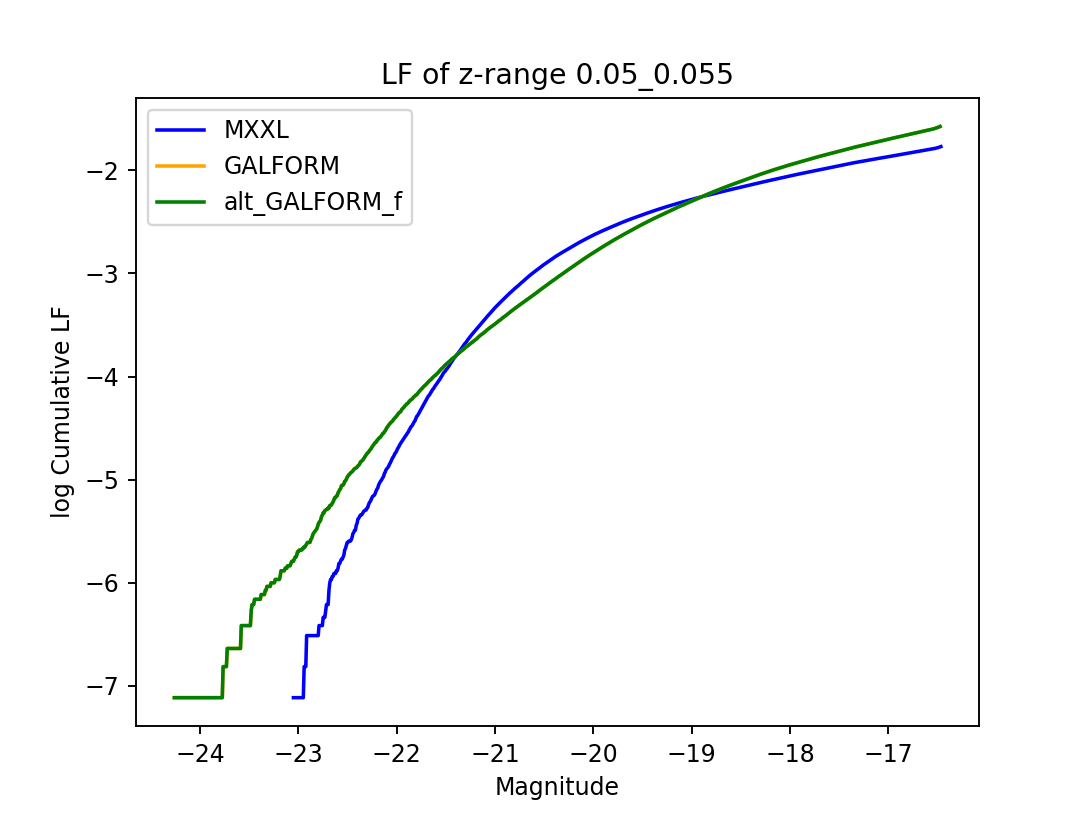 LF of z-range 0.05_0.055
MXXL
GALFORM
alt_GALFORM_f
log Cumulative LF
−2
−3
−4
−5
−6
−7
−24
−23
−22
−21
−20
−19
−18
−17
Magnitude